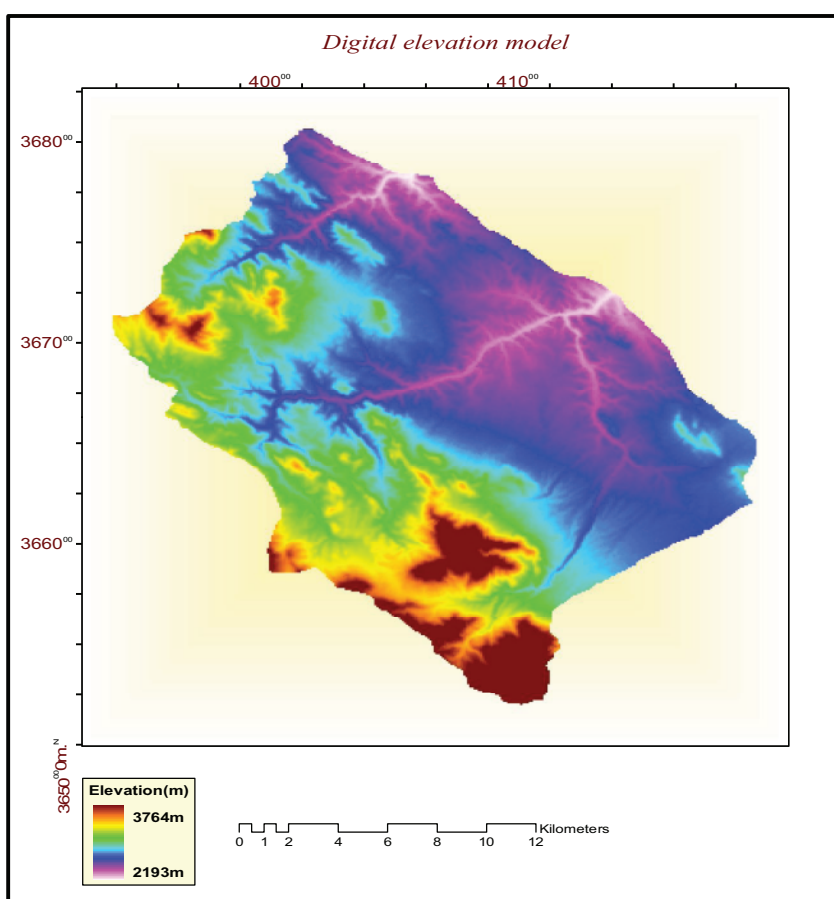 Digital elevation model
400⁰⁰ 410⁰⁰
3680⁰⁰
3670⁰⁰
3660⁰⁰
3650⁰⁰0m.N
Elevation(m)
3764m
2193m
Kilometers
0 1 2 4 6 8 10 12